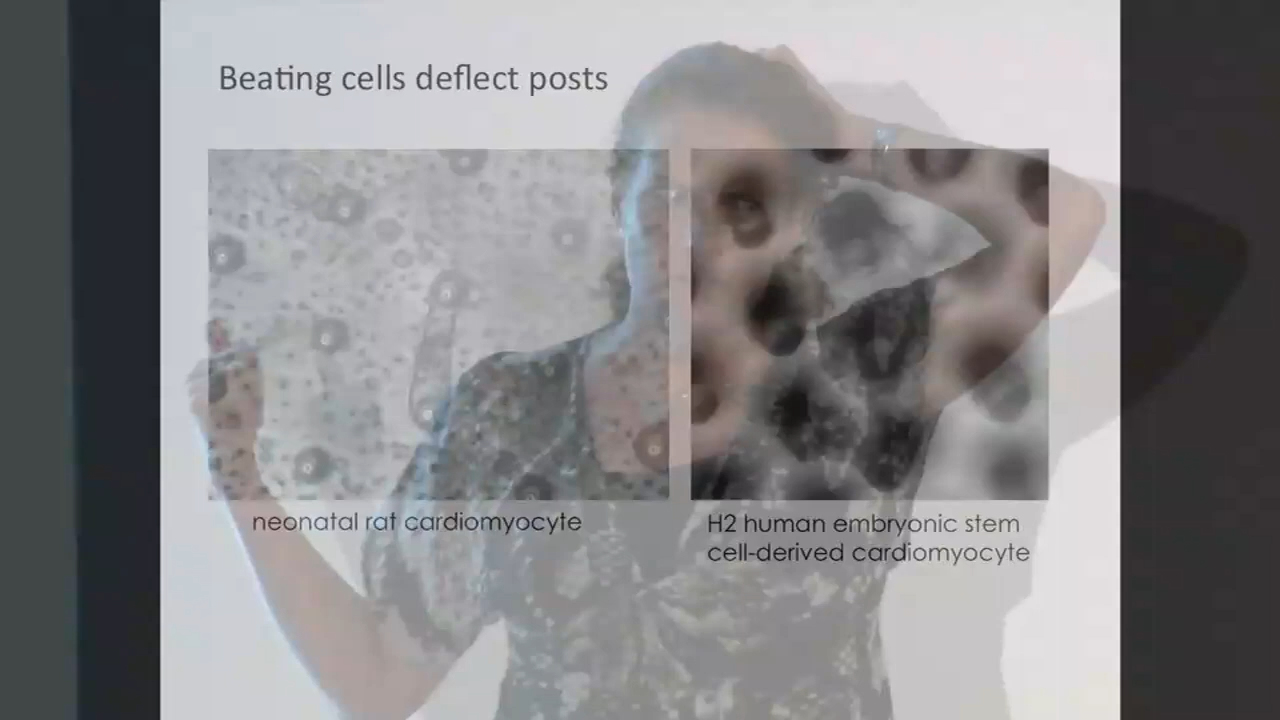 Beating cells deflect posts
neonatal rat cardiomyocyte
H2 human embryonic stem
cell-derived cardiomyocyte